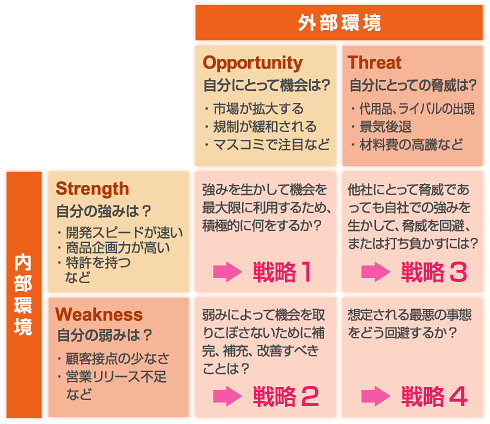 外部環境
Opportunity
自分にとって機会は?
・市場が拡大する
・規制が緩和される
・マスコミで注目など
Threat
自分にとっての脅威は?
・代用品、ライバルの出現
・景気後退
・材料費の高騰など
内部環境
Strength
自分の強みは？
・開発スピードが速い
・商品企画力が高い
・特許を持つ
など
強みを生かして機会を
最大限に利用するため、
積極的に何をするか?
戦略1
他社にとって脅威であ
っても自社での強みを
生かして、脅威を回避、
または打ち負かすには?
戦略3
Weakness
自分の弱みは？
・顧客接点の少なさ
・営業リリース不足
など
弱みによって機会を取
りこぼさないために補
完、補充、改善すべき
ことは?
戦略2
想定される最悪の事態
をどう回避するか?
戦略4